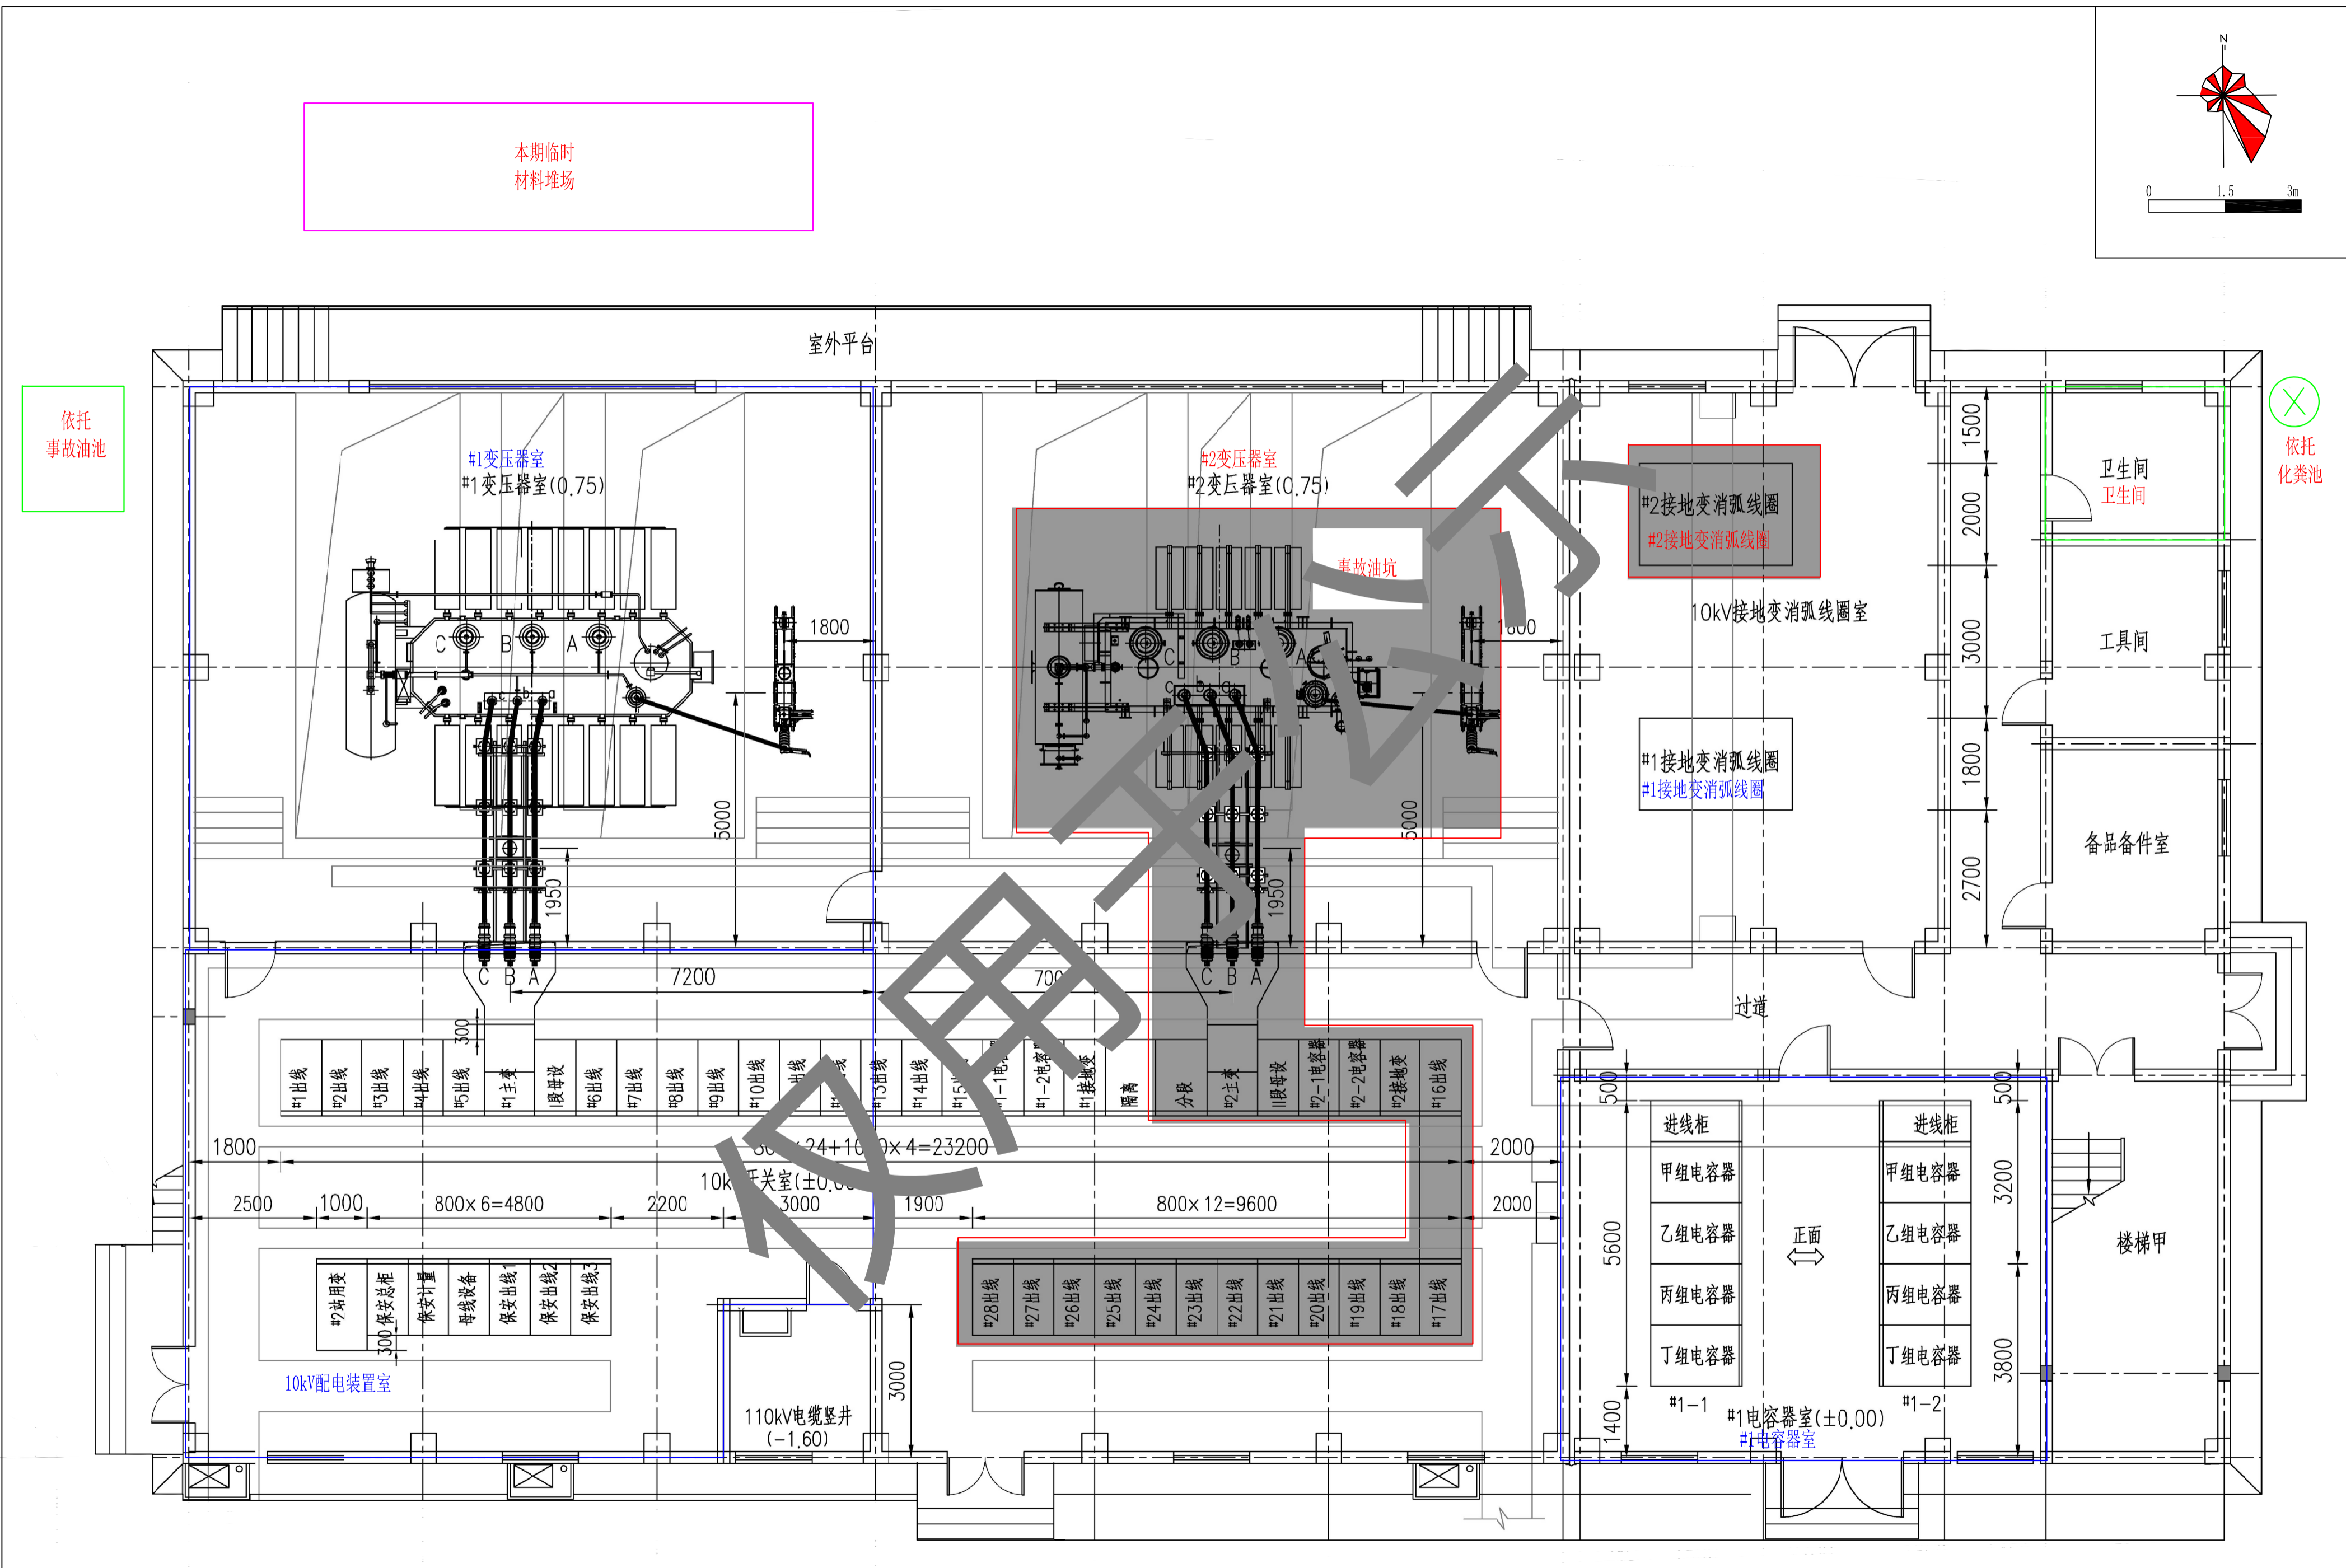 N
0 1.5 3m
本期临时
材料堆场
室外平台
依托
事故油池
#1变压器室
#1变压器室(0.75)
#2变压器室
#2变压器室(0.75)
事故油坑
#2接地变消弧线圈
#2接地变消弧线圈
10kV接地变消弧线圈室
1500
2000
3000
1800
2700
卫生间
卫生间
依托
化粪池
工具间
备品备件室
C B A
c b a
1800
5000
1950
C B A
C B A
c b a
1800
5000
1950
C B A
#1接地变消弧线圈
#1接地变消弧线圈
7200
过道
300
#1出线
#2出线
#3出线
#4出线
#5出线
#1主变
I段母设
#6出线
#7出线
#8出线
#9出线
#10出线
#13出线
#14出线
#1-2电容器
#1接地变
隔离
分段
#2主变
II段母设
#2-1电容器
#2-2电容器
#2接地变
#16出线
1800
2000
2500
1000
800×6=4800
2200
3000
1900
800×12=9600
2000
#2站用变
保安总柜
保安计量
母线设备
保安出线1
保安出线2
保安出线3
300
10kV配电装置室
110kV电缆竖井
(-1.60)
3000
#28出线
#27出线
#26出线
#25出线
#24出线
#23出线
#22出线
#21出线
#20出线
#19出线
#18出线
#17出线
500
5600
1400
进线柜
甲组电容器
乙组电容器
丙组电容器
丁组电容器
#1-1
正面
进线柜
甲组电容器
乙组电容器
丙组电容器
丁组电容器
#1-2
500
3200
3800
#1电容器室(±0.00)
#1电容器室
楼梯甲
仅用于公示